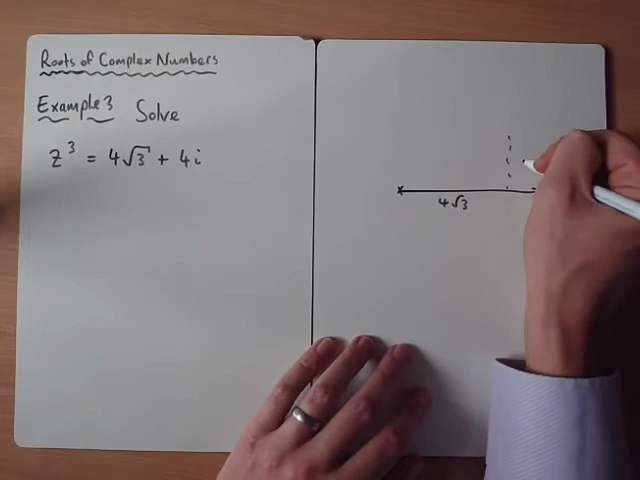 Roots of Complex Numbers
Example 3 Solve
z³ = 4√3 + 4i
4√3